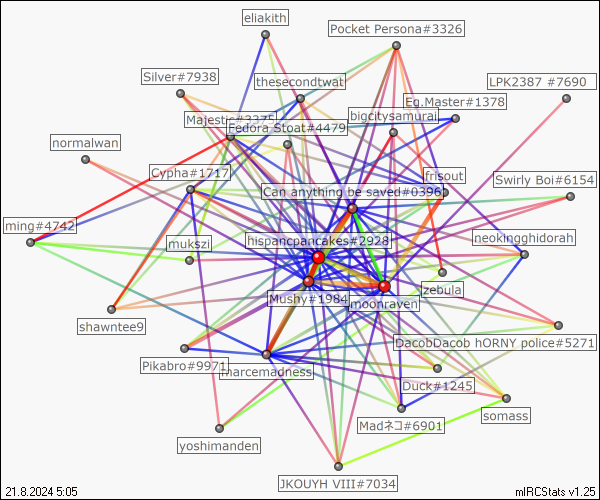 eliakith
Pocket Persona#3326
Silver#7938
thesecondtwat
LPK2387 #7690
Eq.Master#1378
Majestic#3375
bigcitysamurai
Fedora Stoat#4479
normalwan
Cypha#1717
frisout
Swirly Boi#6154
Can anything be saved#0396
ming#4742
mukszi
hispancpancakes#2928
neokingghidorah
zebuja
Mushy#1984
moonraven
shawntee9
DacobDacob hORNY police#5271
Pikabro#9971
marcemadness
Duck#1245
somass
Madネコ#6901
yoshimanden
JKOUYH VIII#7034
21.8.2024 5:05
mIRCStats v1.25